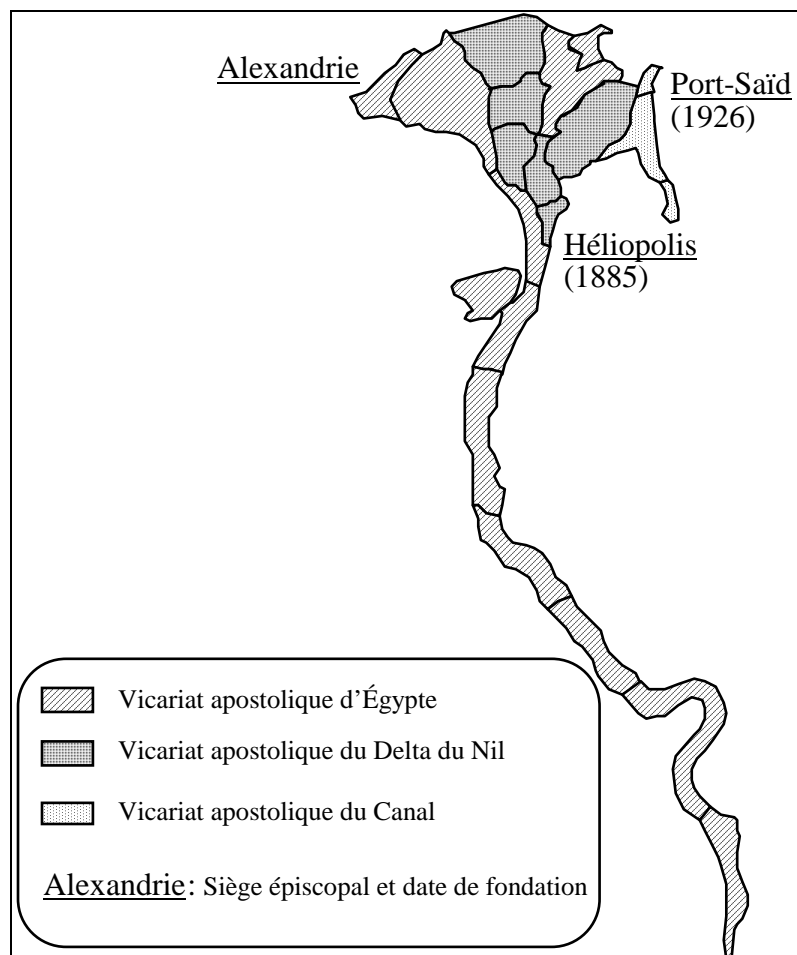 Alexandrie
Port-Saïd
(1926)
Héliopolis
(1885)
Vicariat apostolique d’Égypte
Vicariat apostolique du Delta du Nil
Vicariat apostolique du Canal
Alexandrie: Siège épiscopal et date de fondation